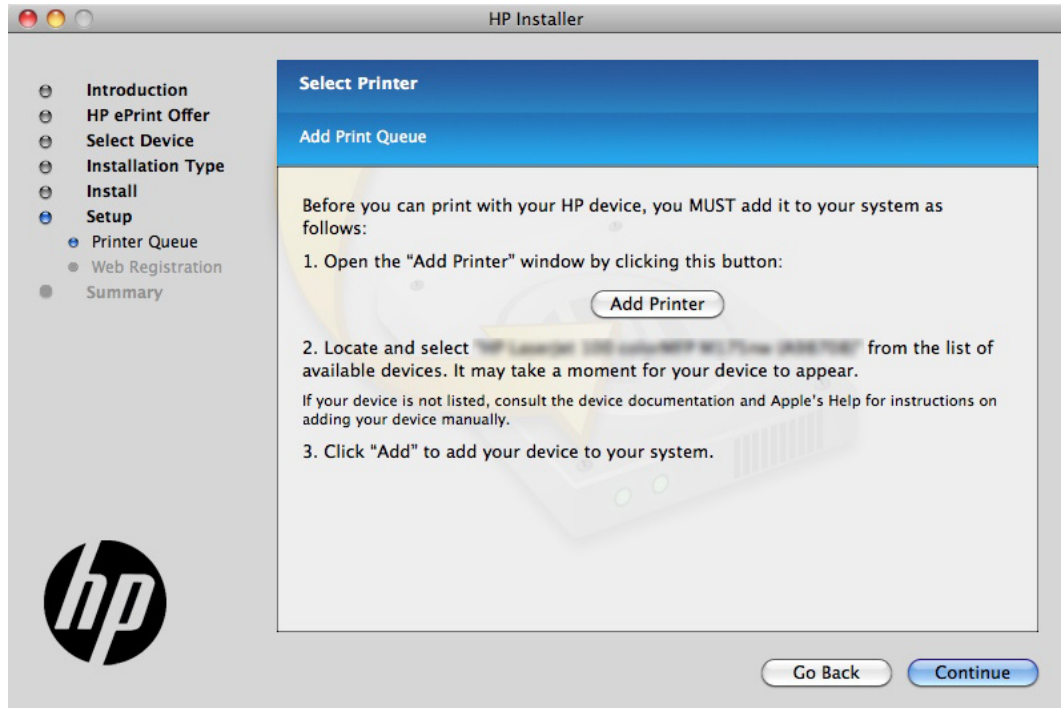 HP Installer
Introduction
HP ePrint Offer
Select Device
Installation Type
Install
Setup
Printer Queue
Web Registration
Summary
Select Printer
Add Print Queue
Before you can print with your HP device, you MUST add it to your system as
follows:
1. Open the “Add Printer” window by clicking this button:
Add Printer
2. Locate and select from the list of
available devices. It may take a moment for your device to appear.
If your device is not listed, consult the device documentation and Apple’s Help for instructions on
adding your device manually.
3. Click “Add” to add your device to your system.
hp
Go Back
Continue